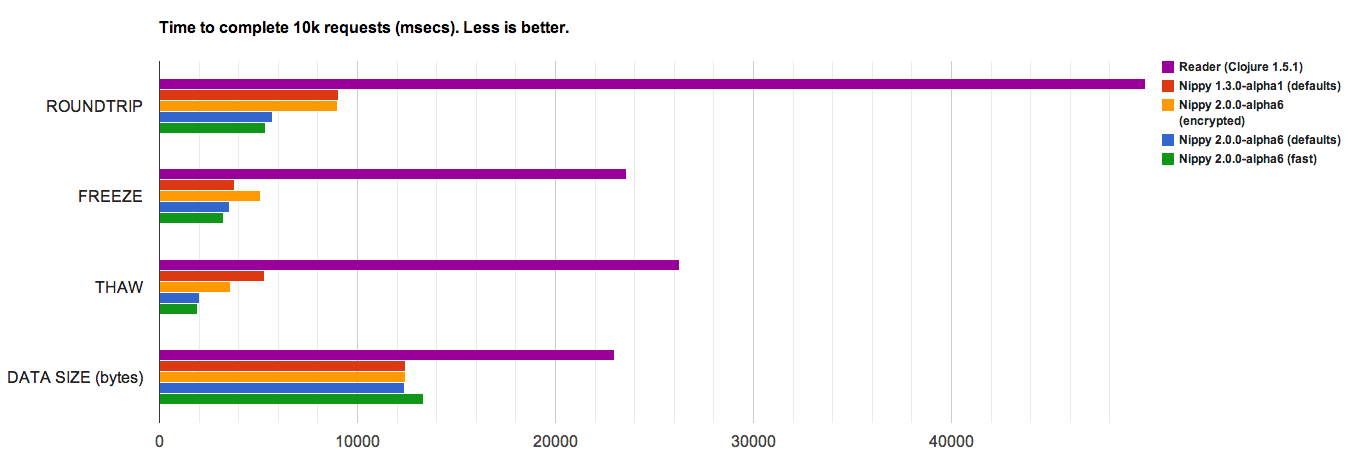 Time to complete 10k requests (msecs). Less is better.
Reader (Clojure 1.5.1)
Nippy 1.3.0-alpha1 (defaults)
Nippy 2.0.0-alpha6
(encrypted)
Nippy 2.0.0-alpha6 (defaults)
Nippy 2.0.0-alpha6 (fast)
ROUNDTRIP
FREEZE
THAW
DATA SIZE (bytes)
0 10000 20000 30000 40000